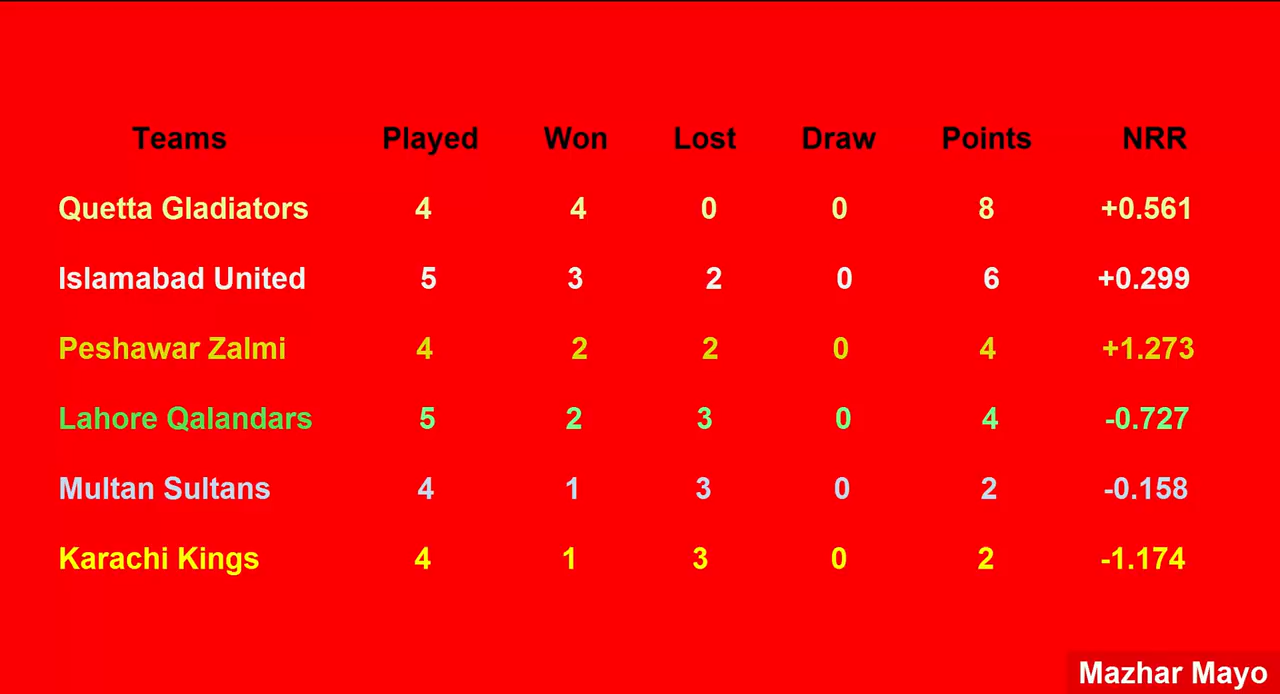 Teams Played Won Lost Draw Points NRR
Quetta Gladiators 4 4 0 0 8 +0.561
Islamabad United 5 3 2 0 6 +0.299
Peshawar Zalmi 4 2 2 0 4 +1.273
Lahore Qalandars 5 2 3 0 4 -0.727
Multan Sultans 4 1 3 0 2 -0.158
Karachi Kings 4 1 3 0 2 -1.174
Mazhar Mayo